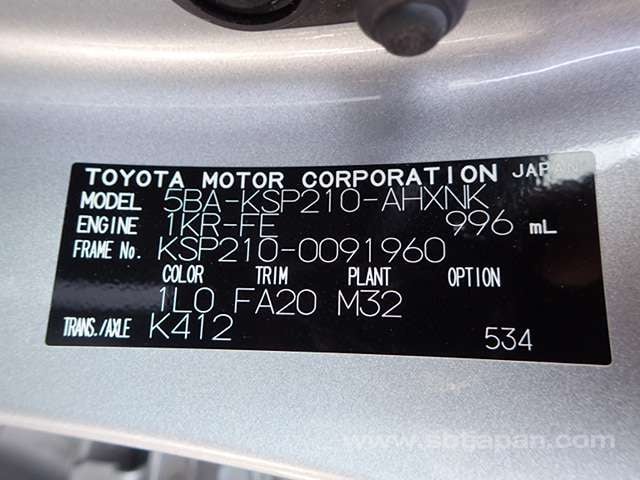 TOYOTA MOTOR CORPORATION JAPAN
MODEL 5BA-KSP210-AHXNK
ENGINE 1KR-FE 996 mL
FRAME No. KSP210-0091960
COLOR TRIM PLANT OPTION
1L0 FA20 M32
TRANS./AXLE K412 534
www.sbtjapan.com